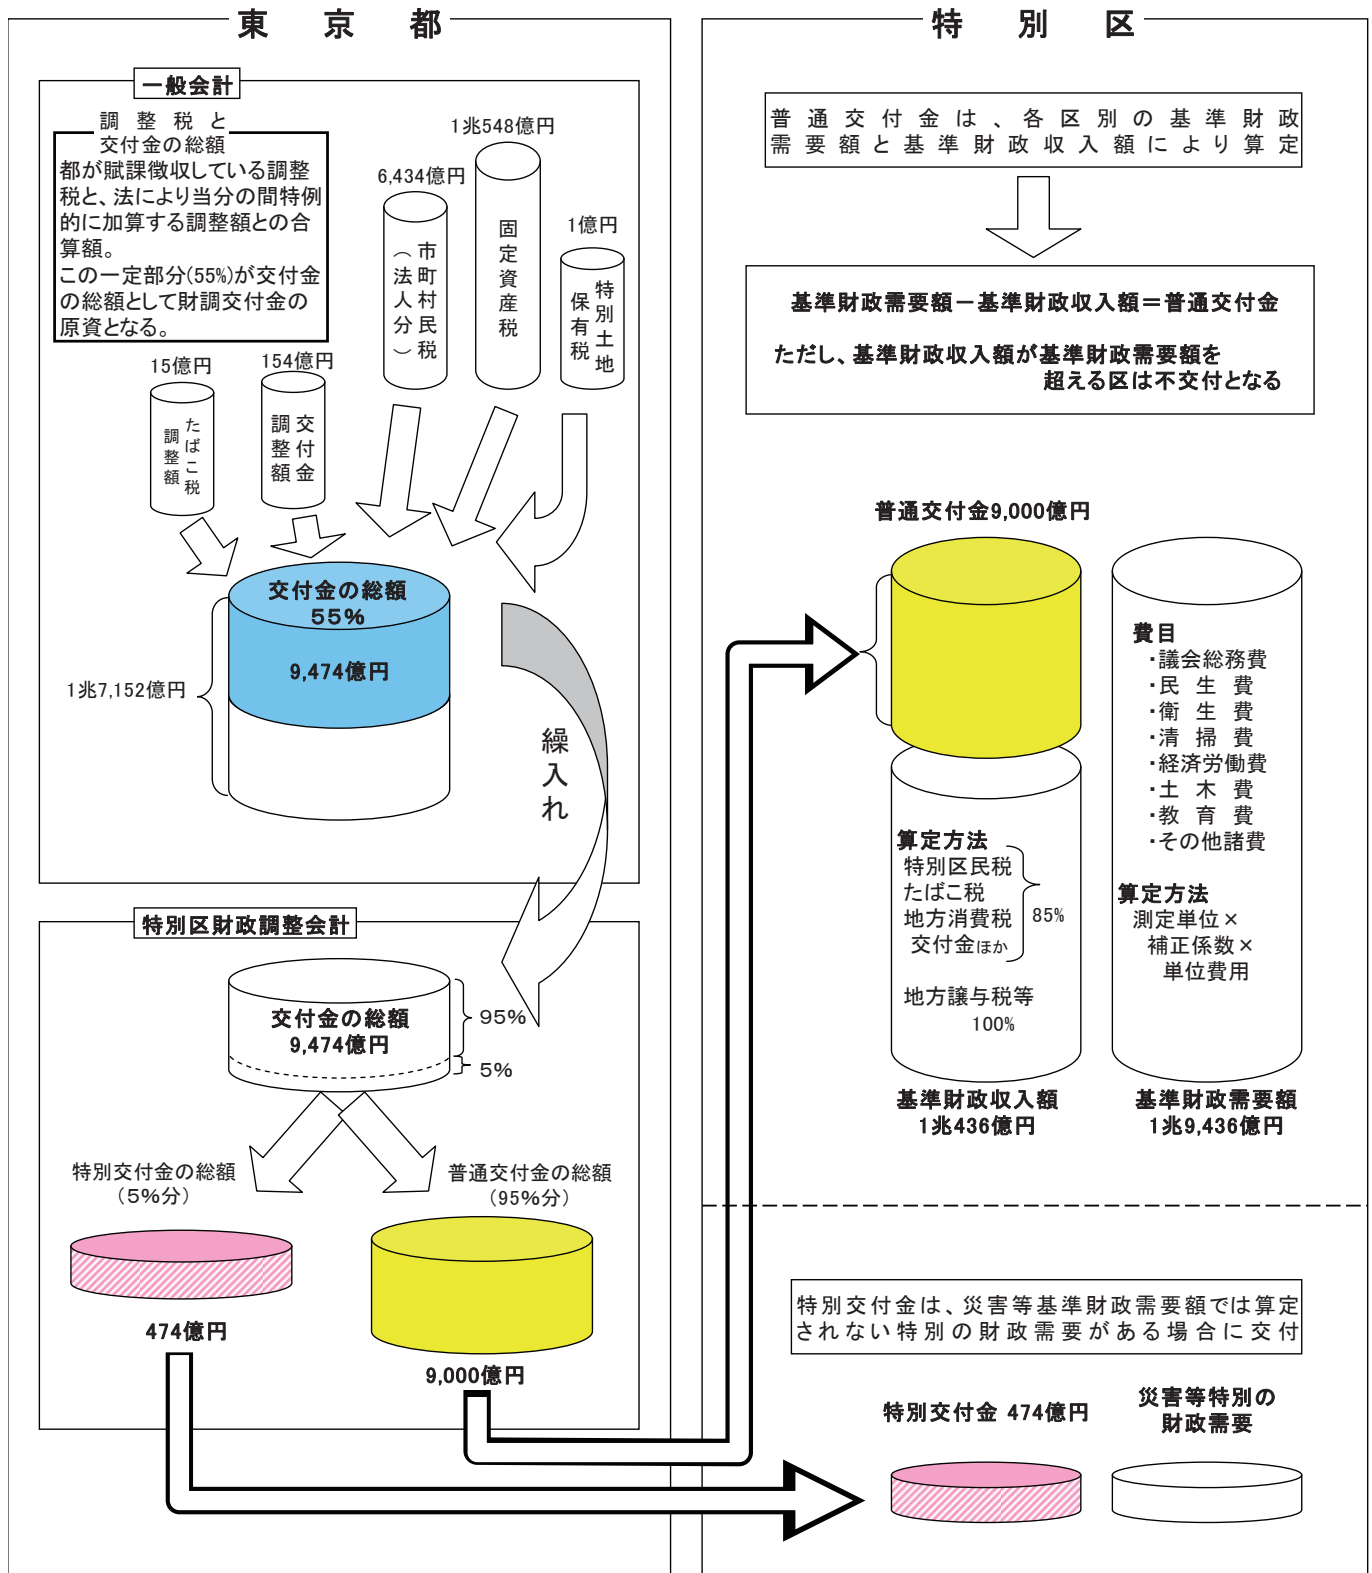 東京都
一般会計
調整税と
交付金の総額
都が賦課徴収している調整
税と、法により当分の間特例
的に加算する調整額との合
算額。
この一定部分(55%)が交付金
の総額として財調交付金の
原資となる。
15億円
たばこ税
調整額
154億円
交付金
調整額
6,434億円
市町村民税
（法人分）
1兆548億円
固定資産税
1億円
特別土地
保有税
交付金の総額
55%
9,474億円
1兆7,152億円
繰入れ
特別区財政調整会計
交付金の総額
9,474億円
95%
5%
特別交付金の総額
（5%分）
474億円
普通交付金の総額
（95%分）
9,000億円
特別区
普通交付金は、各区別の基準財政
需要額と基準財政収入額により算定
基準財政需要額－基準財政収入額＝普通交付金
ただし、基準財政収入額が基準財政需要額を
超える区は不交付となる
普通交付金9,000億円
算定方法
特別区民税
たばこ税
地方消費税
交付金ほか
85%
地方譲与税等
100%
基準財政収入額
1兆436億円
費目
・議会総務費
・民生費
・衛生費
・清掃費
・経済労働費
・土木費
・教育費
・その他諸費
算定方法
測定単位×
補正係数×
単位費用
基準財政需要額
1兆9,436億円
特別交付金は、災害等基準財政需要額では算定
されない特別の財政需要がある場合に交付
特別交付金 474億円
災害等特別の
財政需要